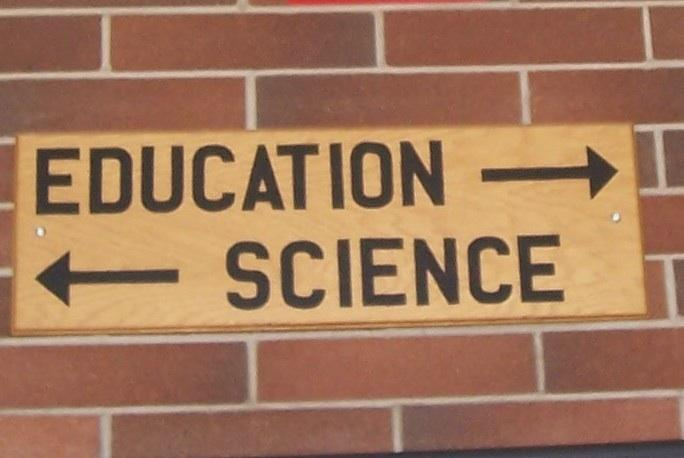 EDUCATION →
← SCIENCE